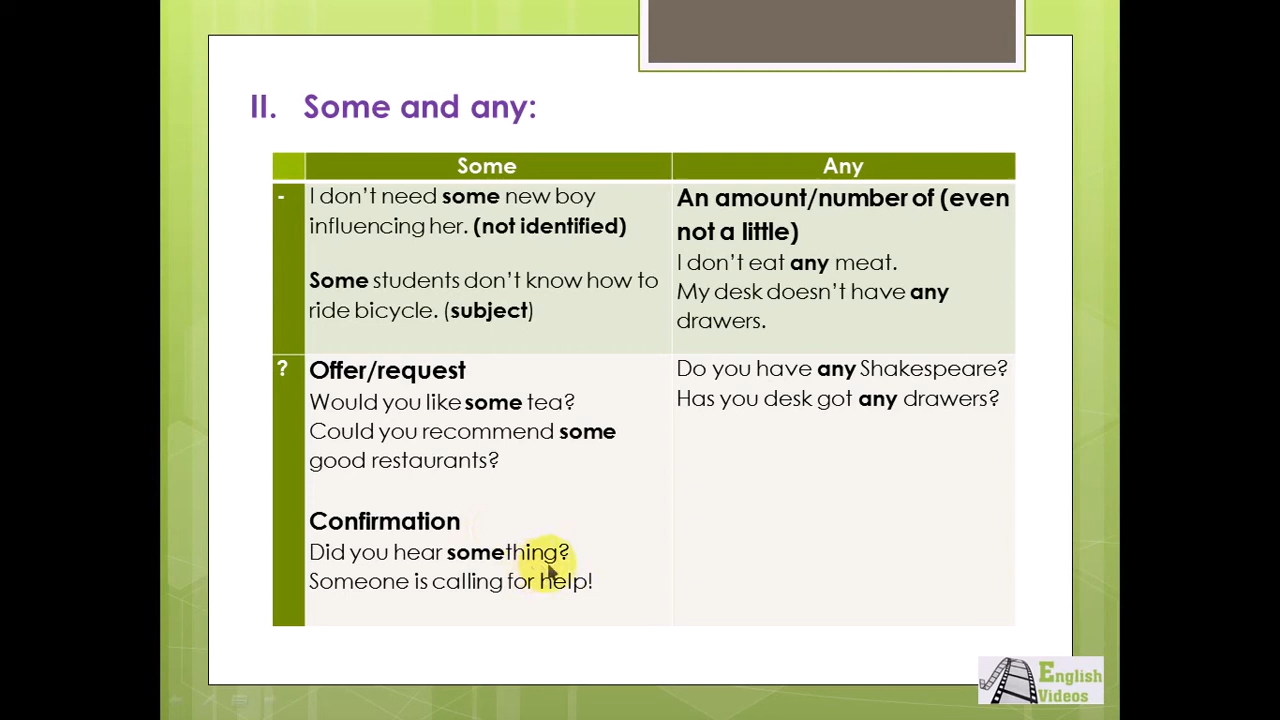 II. Some and any:
Some
Any
-
I don't need some new boy
influencing her. (not identified)
Some students don't know how to
ride bicycle. (subject)
An amount/number of (even
not a little)
I don't eat any meat.
My desk doesn't have any
drawers.
?
Offer/request
Would you like some tea?
Could you recommend some
good restaurants?
Confirmation
Did you hear something?
Someone is calling for help!
Do you have any Shakespeare?
Has you desk got any drawers?
English
Videos